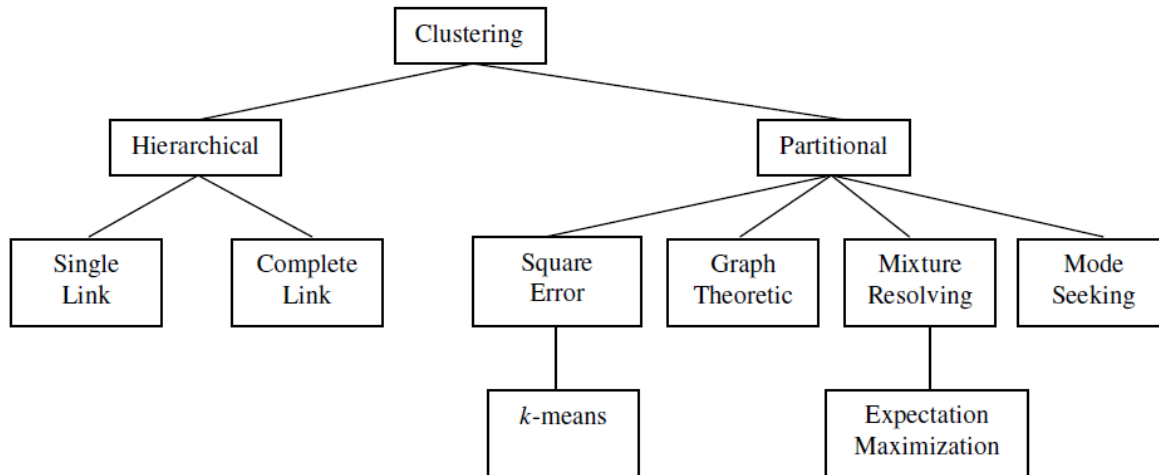 Clustering
Hierarchical
Partitional
Single
Link
Complete
Link
Square
Error
Graph
Theoretic
Mixture
Resolving
Mode
Seeking
k-means
Expectation
Maximization